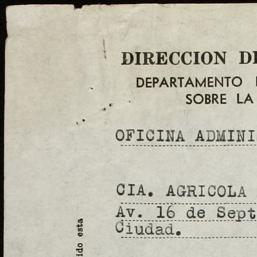 DIRECCION DE
DEPARTAMENTO
SOBRE LA
OFICINA ADMINI
CIA. AGRICOLA
Av. 16 de Sept
Ciudad.
ido esta